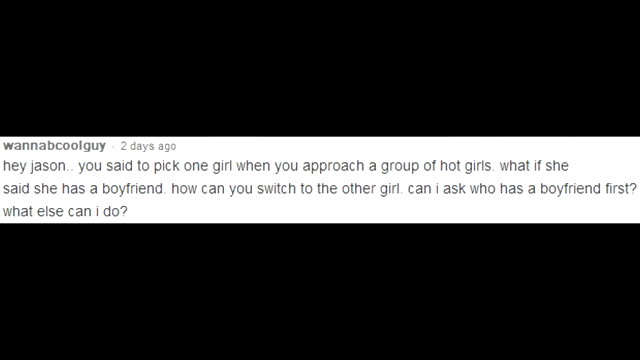 wannabcoolguy · 2 days ago
hey jason.. you said to pick one girl when you approach a group of hot girls. what if she
said she has a boyfriend. how can you switch to the other girl. can i ask who has a boyfriend first?
what else can i do?